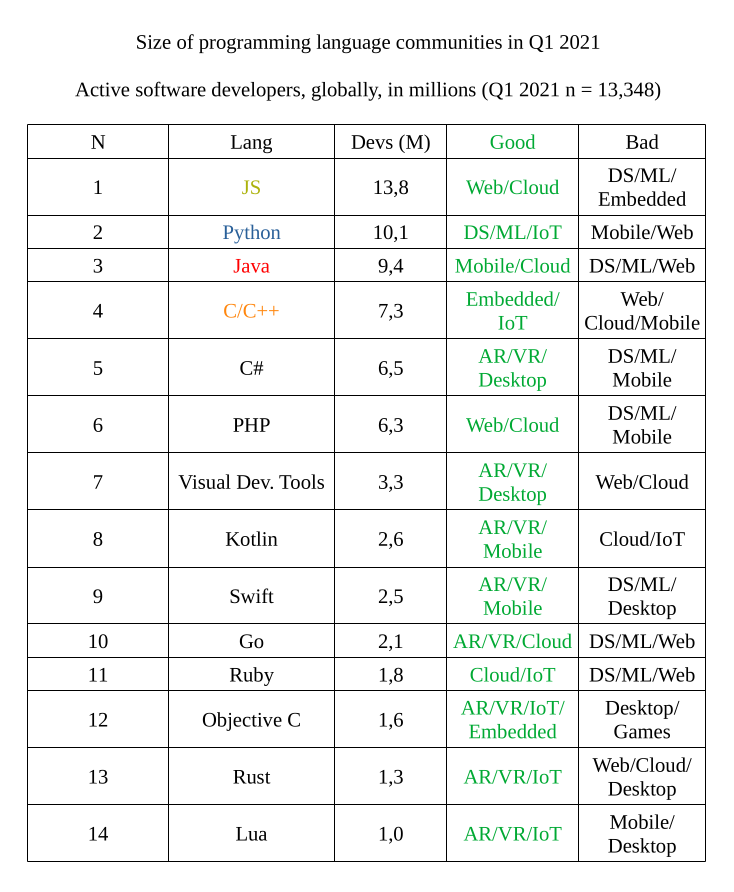 Size of programming language communities in Q1 2021
Active software developers, globally, in millions (Q1 2021 n = 13,348)
N Lang Devs (M) Good Bad
1 JS 13,8 Web/Cloud DS/ML/
Embedded
2 Python 10,1 DS/ML/IoT Mobile/Web
3 Java 9,4 Mobile/Cloud DS/ML/Web
4 C/C++ 7,3 Embedded/
IoT Web/
Cloud/Mobile
5 C# 6,5 AR/VR/
Desktop DS/ML/
Mobile
6 PHP 6,3 Web/Cloud DS/ML/
Mobile
7 Visual Dev. Tools 3,3 AR/VR/
Desktop Web/Cloud
8 Kotlin 2,6 AR/VR/
Mobile Cloud/IoT
9 Swift 2,5 AR/VR/
Mobile DS/ML/
Desktop
10 Go 2,1 AR/VR/Cloud DS/ML/Web
11 Ruby 1,8 Cloud/IoT DS/ML/Web
12 Objective C 1,6 AR/VR/IoT/
Embedded Desktop/
Games
13 Rust 1,3 AR/VR/IoT Web/Cloud/
Desktop
14 Lua 1,0 AR/VR/IoT Mobile/
Desktop